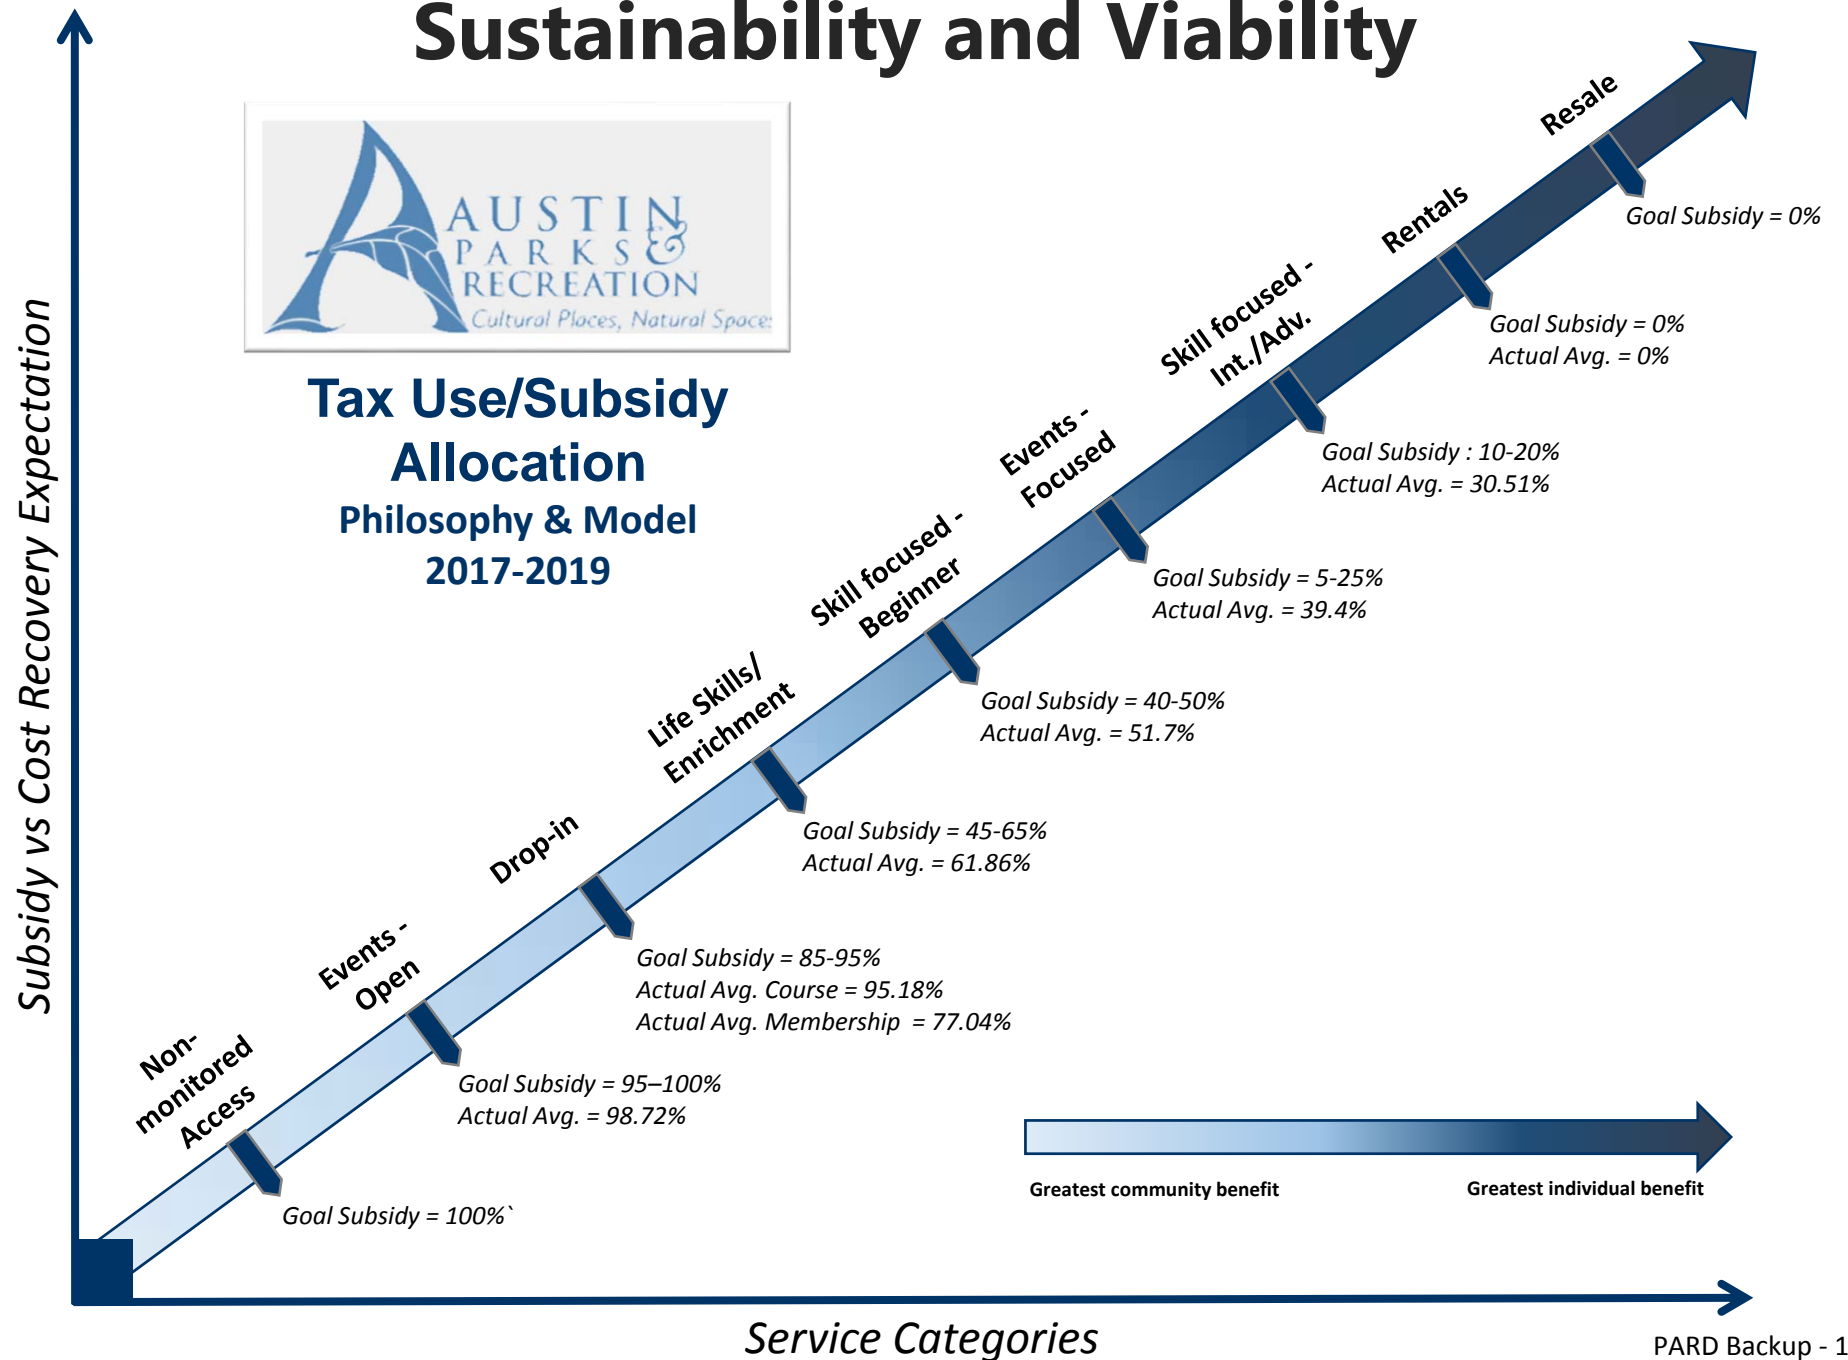 Sustainability and Viability
AUSTIN
PARKS &
RECREATION
Cultural Places, Natural Spaces
Tax Use/Subsidy
Allocation
Philosophy & Model
2017-2019
Subsidy vs Cost Recovery Expectation
Non-
monitored
Access
Goal Subsidy = 100%`
Events -
Open
Goal Subsidy = 95–100%
Actual Avg. = 98.72%
Drop-in
Goal Subsidy = 85-95%
Actual Avg. Course = 95.18%
Actual Avg. Membership  = 77.04%
Life Skills/
Enrichment
Goal Subsidy = 45-65%
Actual Avg. = 61.86%
Skill focused -
Beginner
Goal Subsidy = 40-50%
Actual Avg. = 51.7%
Events -
Focused
Goal Subsidy = 5-25%
Actual Avg. = 39.4%
Skill focused -
Int./Adv.
Goal Subsidy : 10-20%
Actual Avg. = 30.51%
Rentals
Goal Subsidy = 0%
Actual Avg. = 0%
Resale
Goal Subsidy = 0%
Greatest community benefit
Greatest individual benefit
Service Categories
PARD Backup - 1